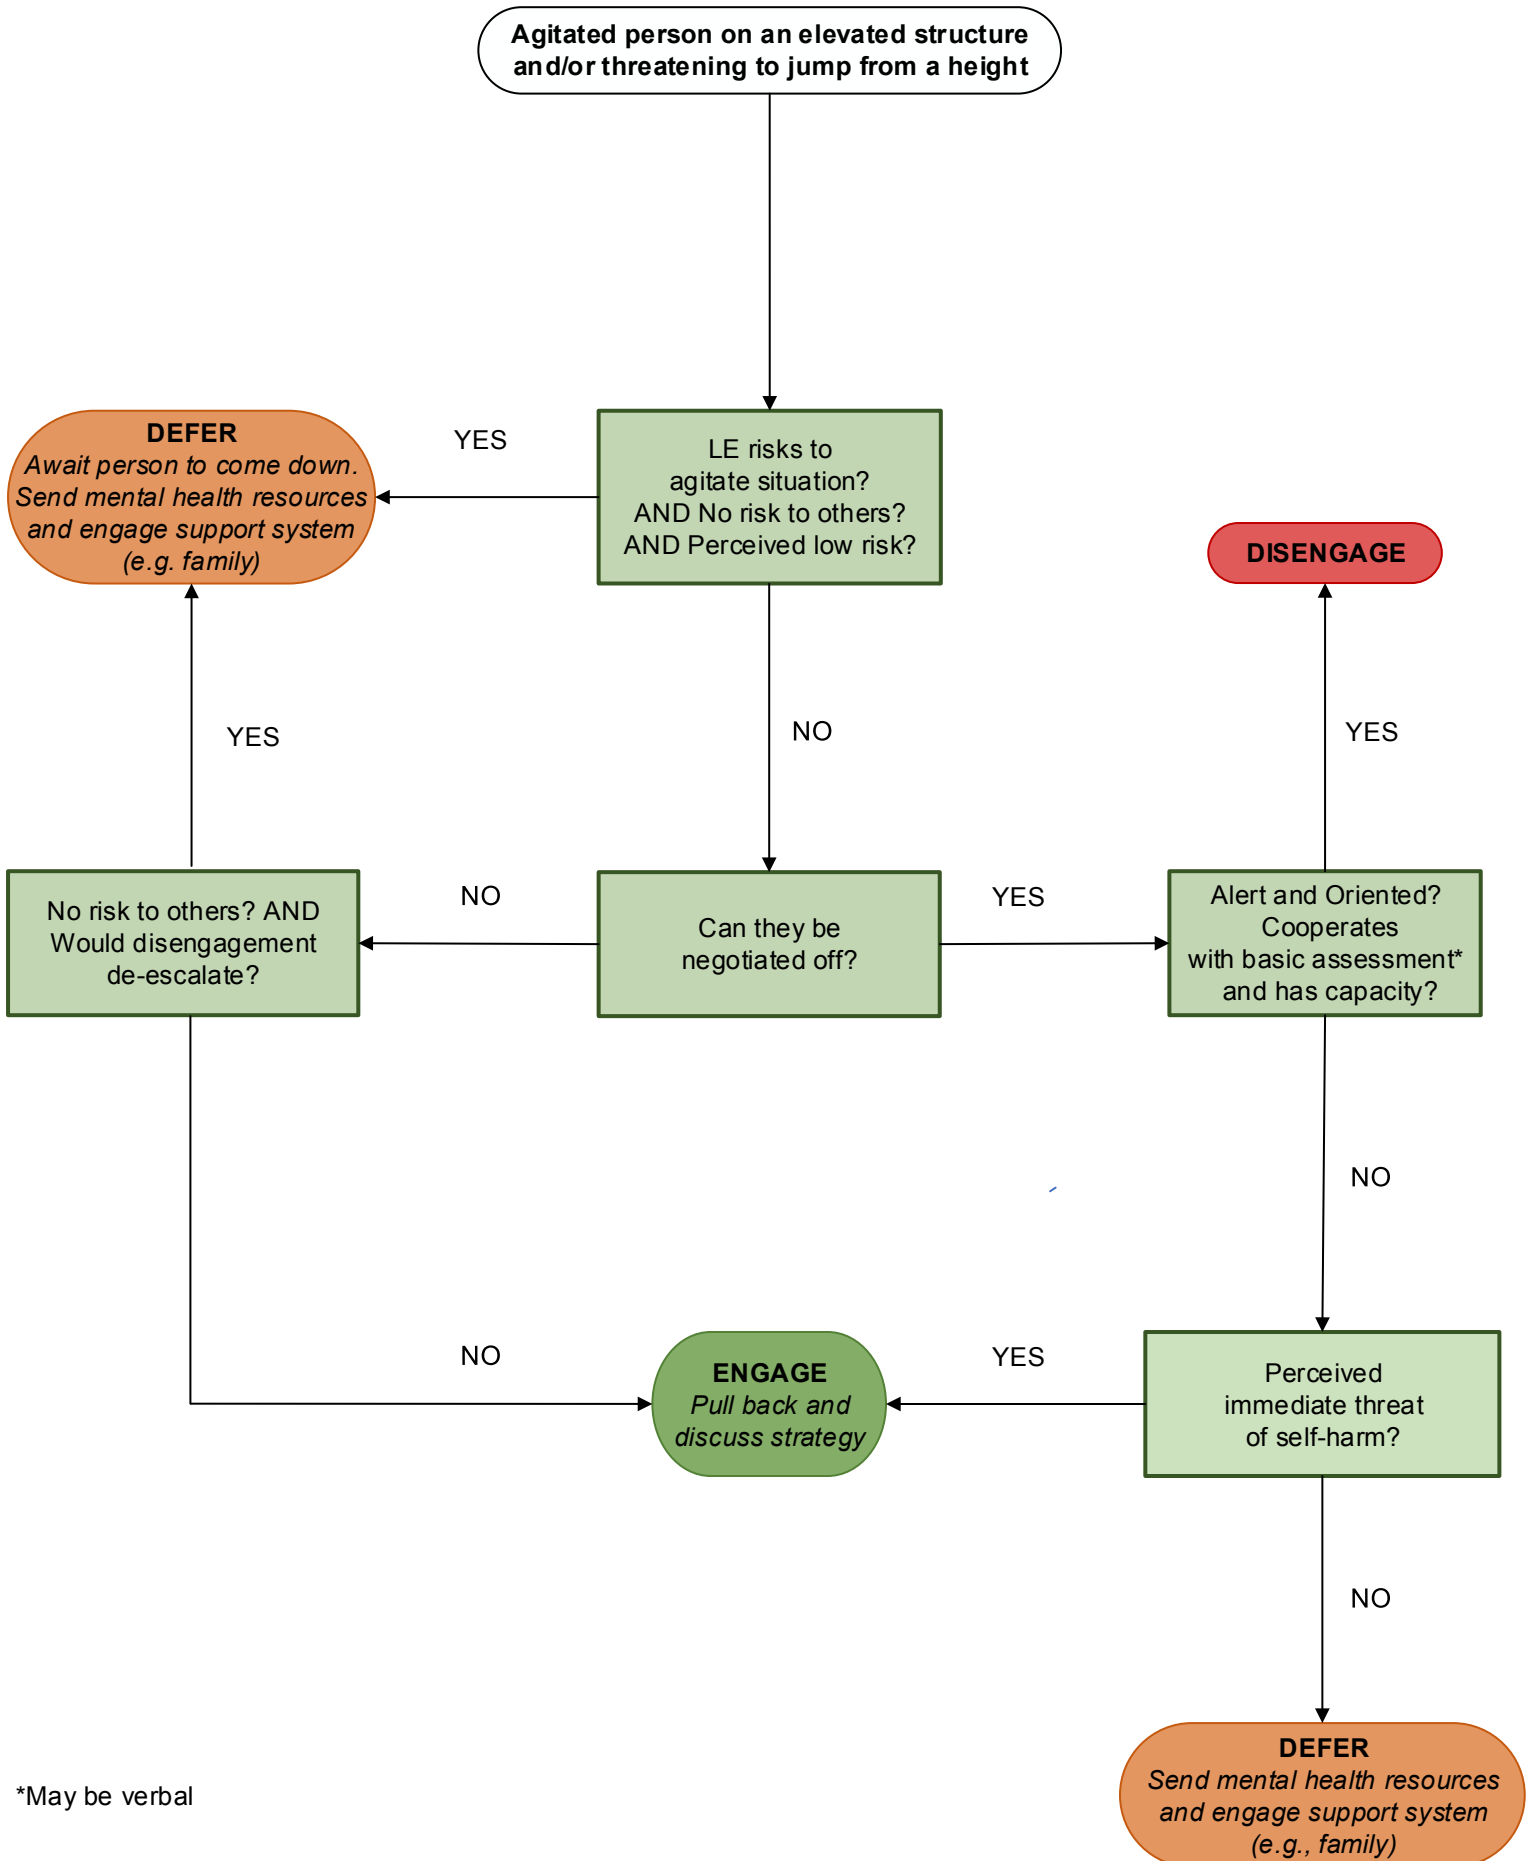 Agitated person on an elevated structure
and/or threatening to jump from a height
DEFER
Await person to come down.
Send mental health resources
and engage support system
(e.g. family)
YES
LE risks to
agitate situation?
AND No risk to others?
AND Perceived low risk?
DISENGAGE
YES
NO
YES
No risk to others? AND
Would disengagement
de-escalate?
NO
Can they be
negotiated off?
YES
Alert and Oriented?
Cooperates
with basic assessment*
and has capacity?
NO
NO
ENGAGE
Pull back and
discuss strategy
YES
Perceived
immediate threat
of self-harm?
NO
DEFER
Send mental health resources
and engage support system
(e.g., family)
*May be verbal